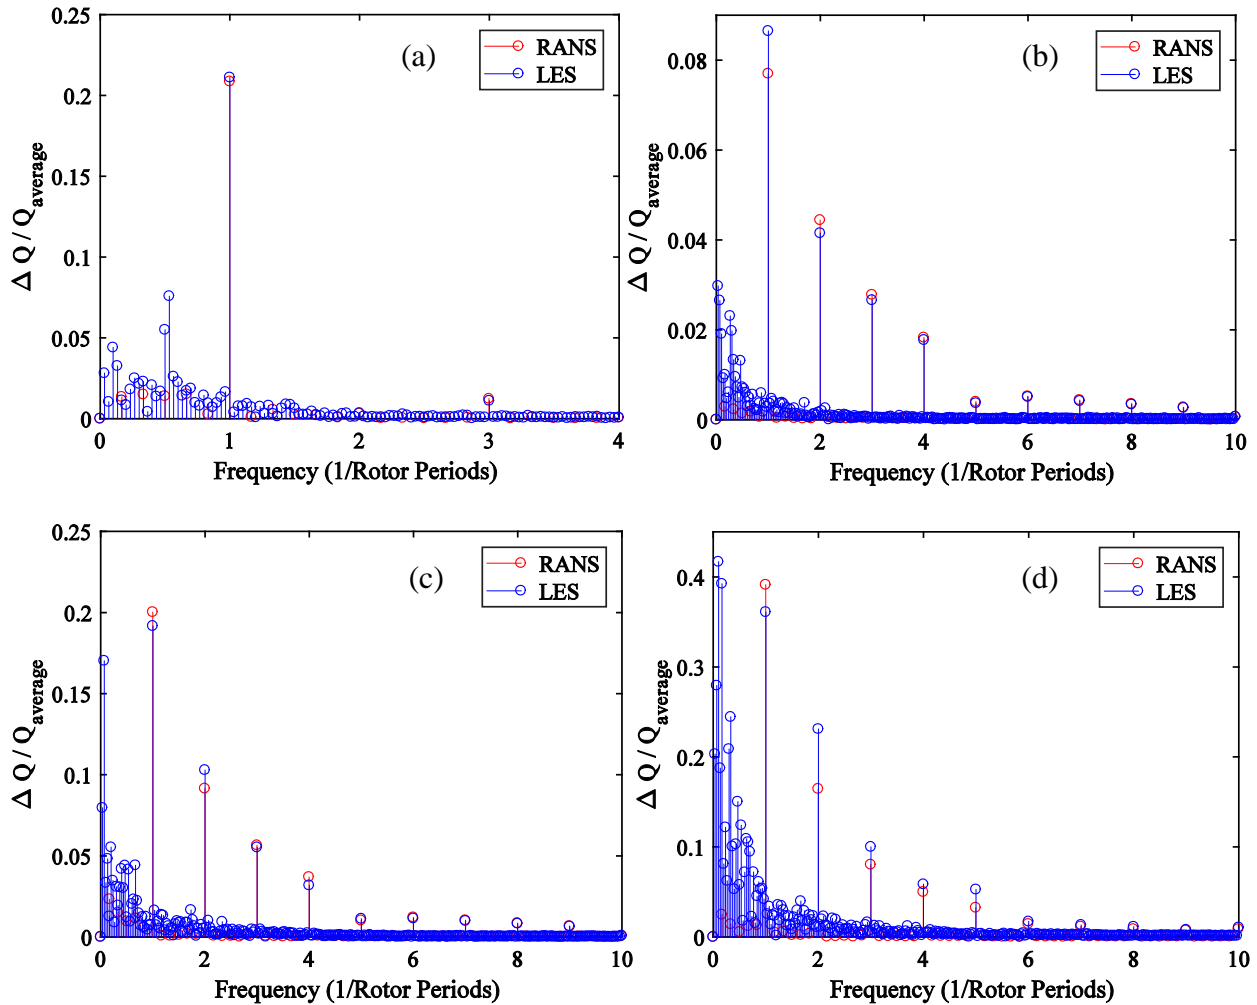 0.25
0.2
0.15
0.1
0.05
0
0 1 2 3 4
Δ Q / Qaverage
Frequency (1/Rotor Periods)
(a)
RANS
LES
0.08
0.06
0.04
0.02
0
0 2 4 6 8 10
Δ Q / Qaverage
Frequency (1/Rotor Periods)
(b)
RANS
LES
0.25
0.2
0.15
0.1
0.05
0
0 2 4 6 8 10
Δ Q / Qaverage
Frequency (1/Rotor Periods)
(c)
RANS
LES
0.4
0.3
0.2
0.1
0
0 2 4 6 8 10
Δ Q / Qaverage
Frequency (1/Rotor Periods)
(d)
RANS
LES